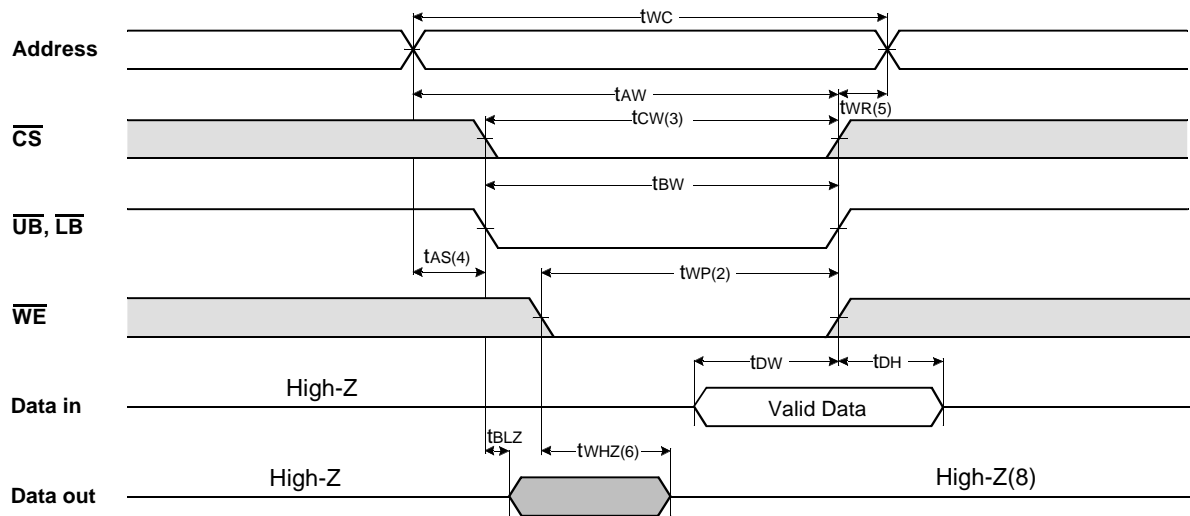 tWC
Address
tAW
tWR(5)
tCW(3)
CS
tBW
UB, LB
tAS(4)
tWP(2)
WE
tDW
tDH
High-Z
Data in
Valid Data
tBLZ
tWHZ(6)
High-Z
High-Z(8)
Data out